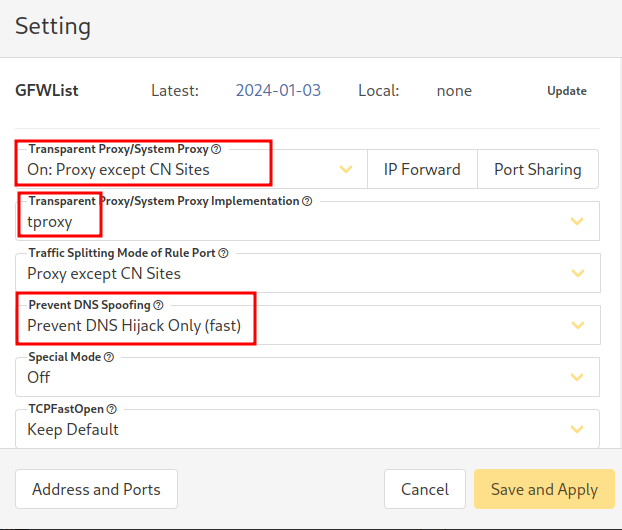 Setting
GFWList Latest: 2024-01-03 Local: none Update
Transparent Proxy/System Proxy
On: Proxy except CN Sites IP Forward Port Sharing
Transparent Proxy/System Proxy Implementation
tproxy
Traffic Splitting Mode of Rule Port
Proxy except CN Sites
Prevent DNS Spoofing
Prevent DNS Hijack Only (fast)
Special Mode
Off
TCPFastOpen
Keep Default
Address and Ports Cancel Save and Apply